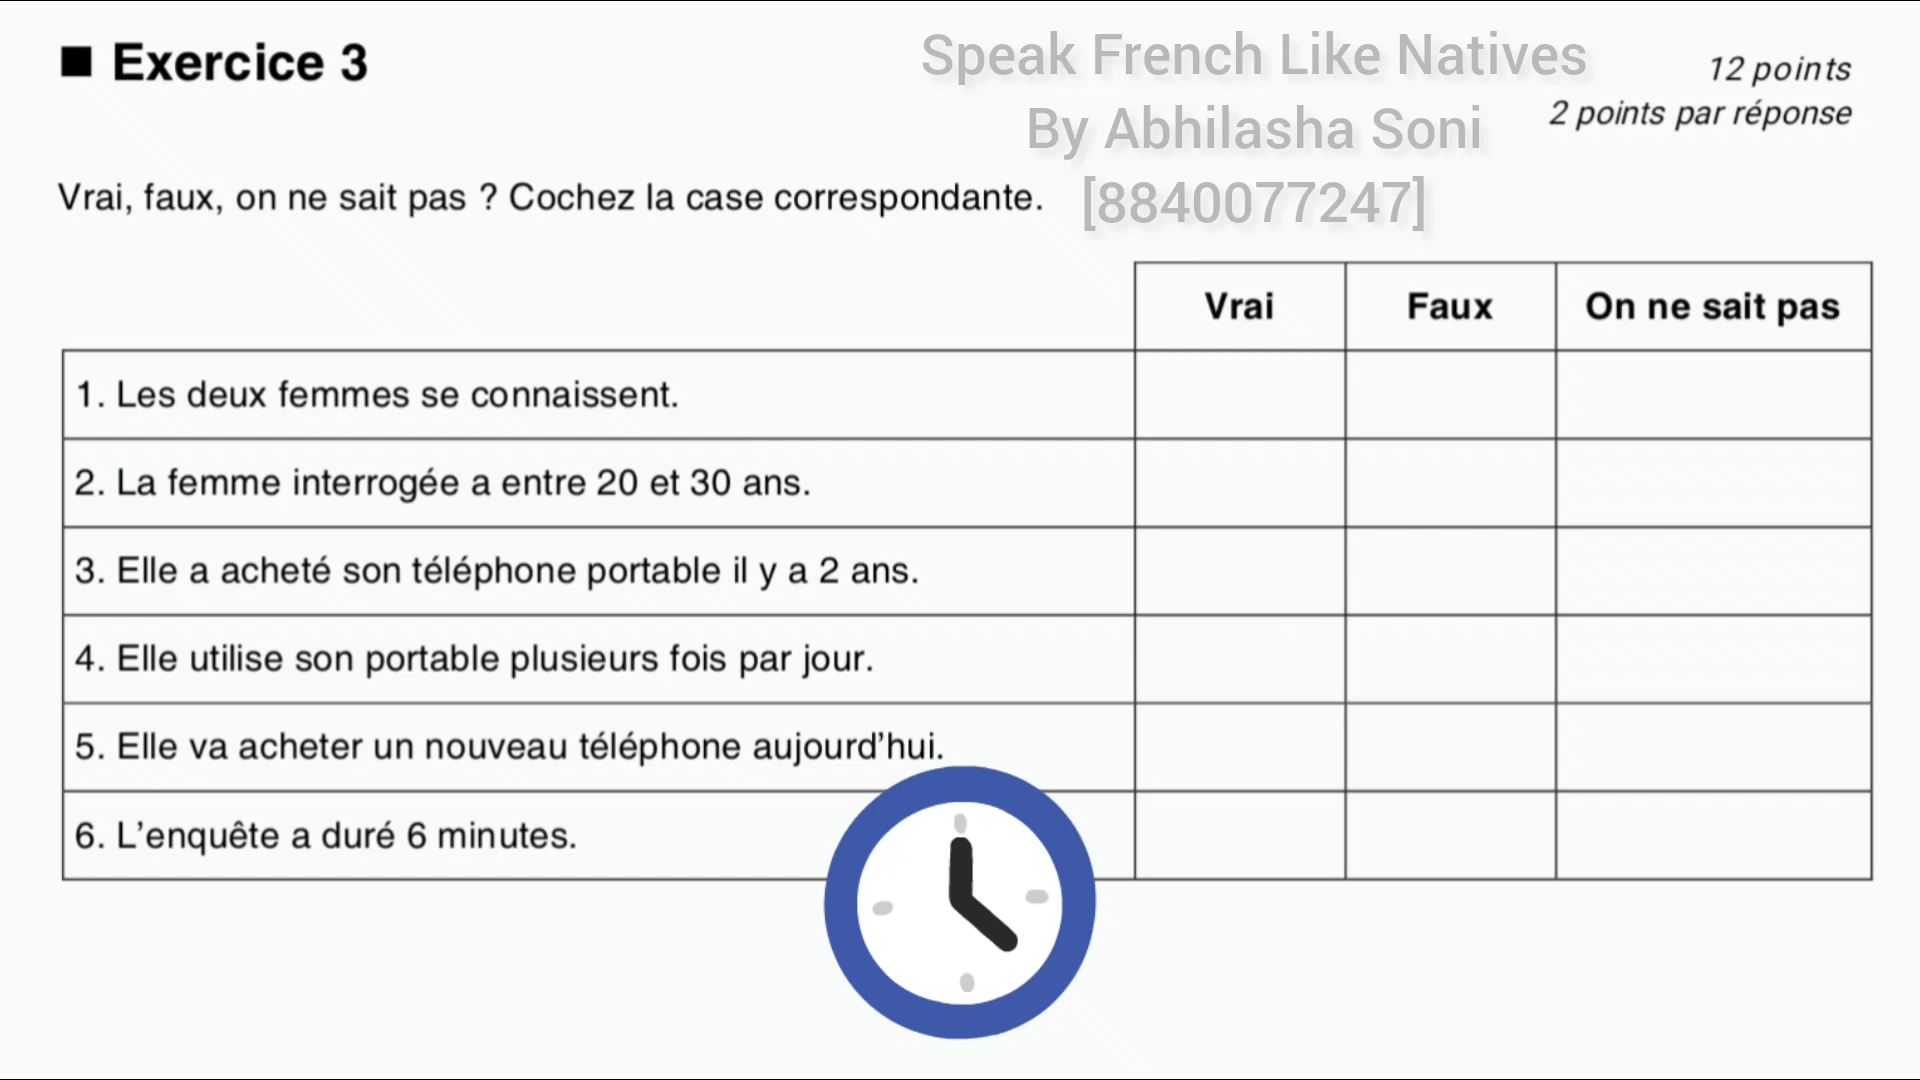 ■ Exercice 3
Speak French Like Natives
By Abhilasha Soni
[8840077247]
12 points
2 points par réponse
Vrai, faux, on ne sait pas ? Cochez la case correspondante.
Vrai Faux On ne sait pas
1. Les deux femmes se connaissent.
2. La femme interrogée a entre 20 et 30 ans.
3. Elle a acheté son téléphone portable il y a 2 ans.
4. Elle utilise son portable plusieurs fois par jour.
5. Elle va acheter un nouveau téléphone aujourd’hui.
6. L’enquête a duré 6 minutes.